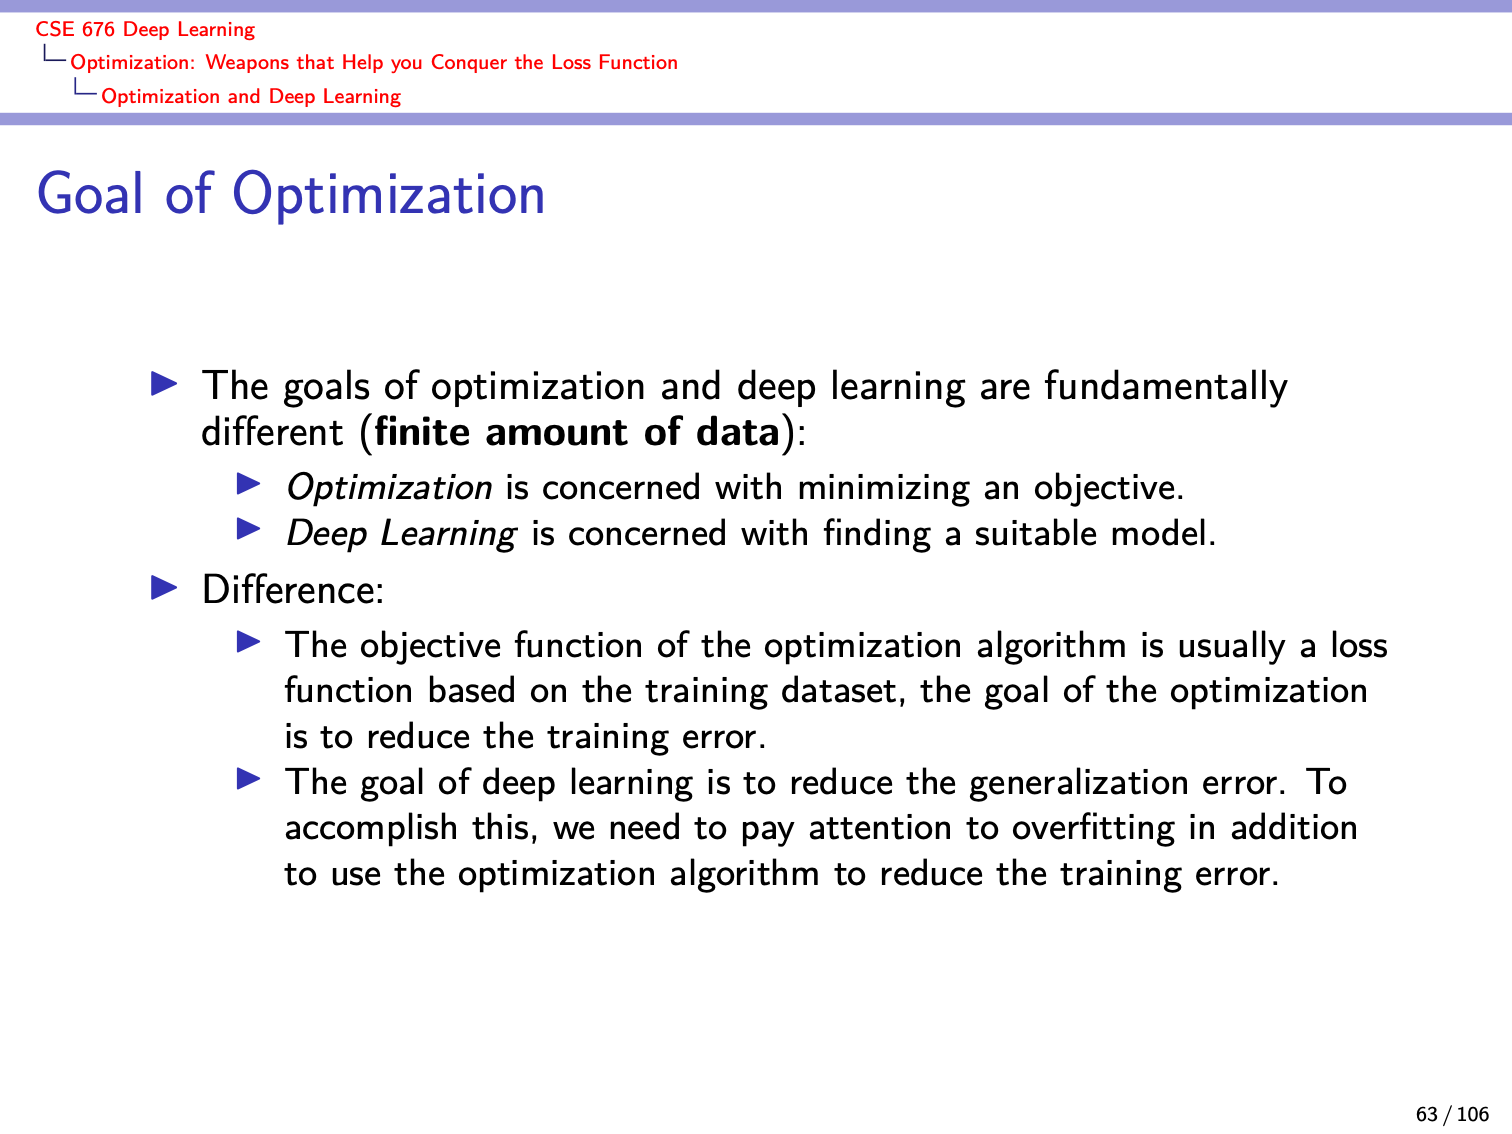 CSE 676 Deep Learning
Optimization: Weapons that Help you Conquer the Loss Function
Optimization and Deep Learning
Goal of Optimization
The goals of optimization and deep learning are fundamentally
different (finite amount of data):
Optimization is concerned with minimizing an objective.
Deep Learning is concerned with finding a suitable model.
Difference:
The objective function of the optimization algorithm is usually a loss
function based on the training dataset, the goal of the optimization
is to reduce the training error.
The goal of deep learning is to reduce the generalization error. To
accomplish this, we need to pay attention to overfitting in addition
to use the optimization algorithm to reduce the training error.
63 / 106